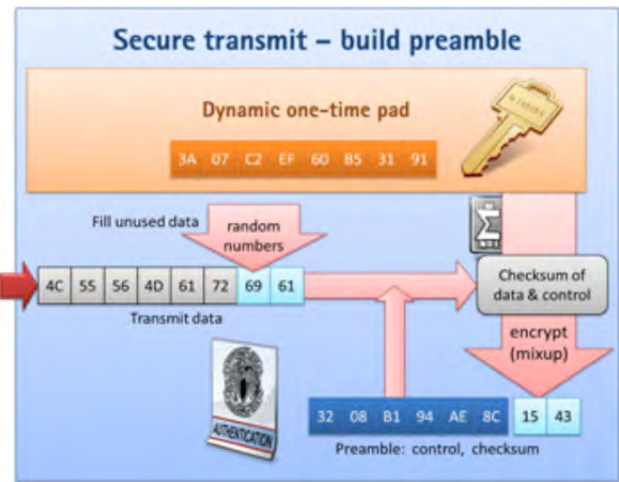 Secure transmit – build preamble
Dynamic one-time pad
3A 07 C2 EF 60 B5 31 91
Fill unused data
random
numbers
4C 55 56 4D 61 72 69 61
Transmit data
Checksum of
data & control
encrypt
(mixup)
AUTHENTICATION
32 08 B1 94 AE 8C 15 43
Preamble: control, checksum